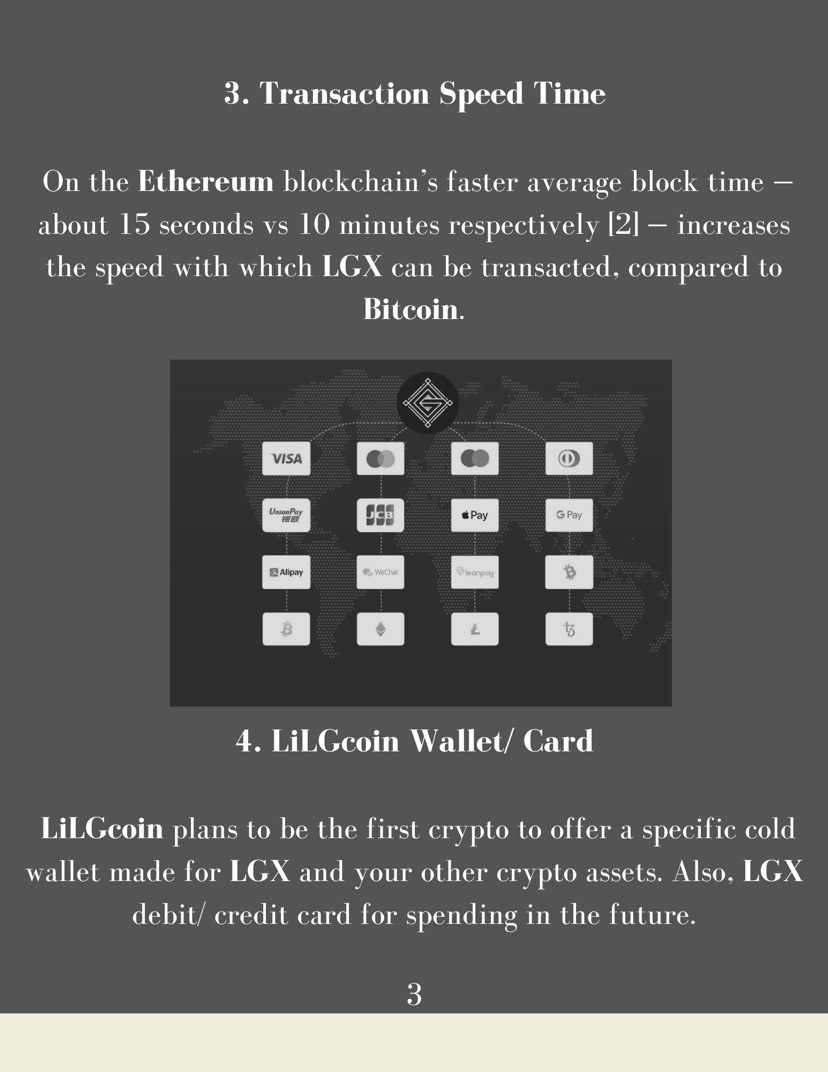 3. Transaction Speed Time
On the Ethereum blockchain’s faster average block time –
about 15 seconds vs 10 minutes respectively [2] – increases
the speed with which LGX can be transacted, compared to
Bitcoin.
VISA
UnionPay
银联
JCB
Pay
G Pay
Alipay
WeChat
leanpay
4. LiLGcoin Wallet/ Card
LiLGcoin plans to be the first crypto to offer a specific cold
wallet made for LGX and your other crypto assets. Also, LGX
debit/ credit card for spending in the future.
3